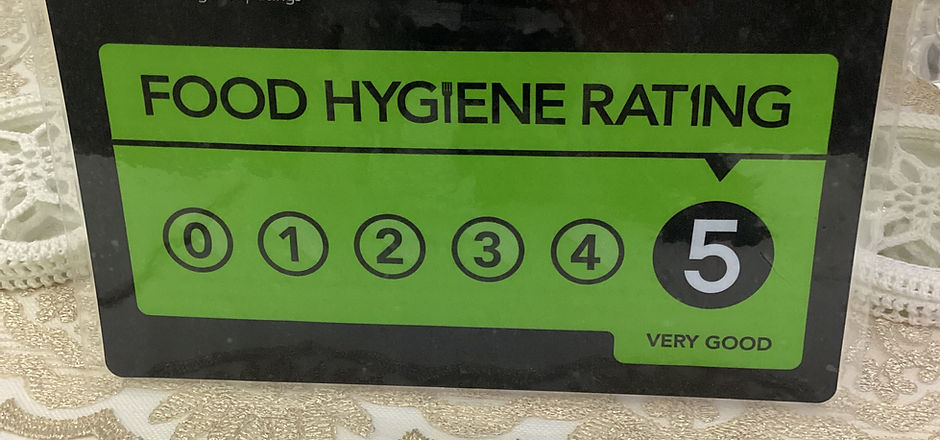 FOOD HYGIENE RATING
0 1 2 3 4 5
VERY GOOD